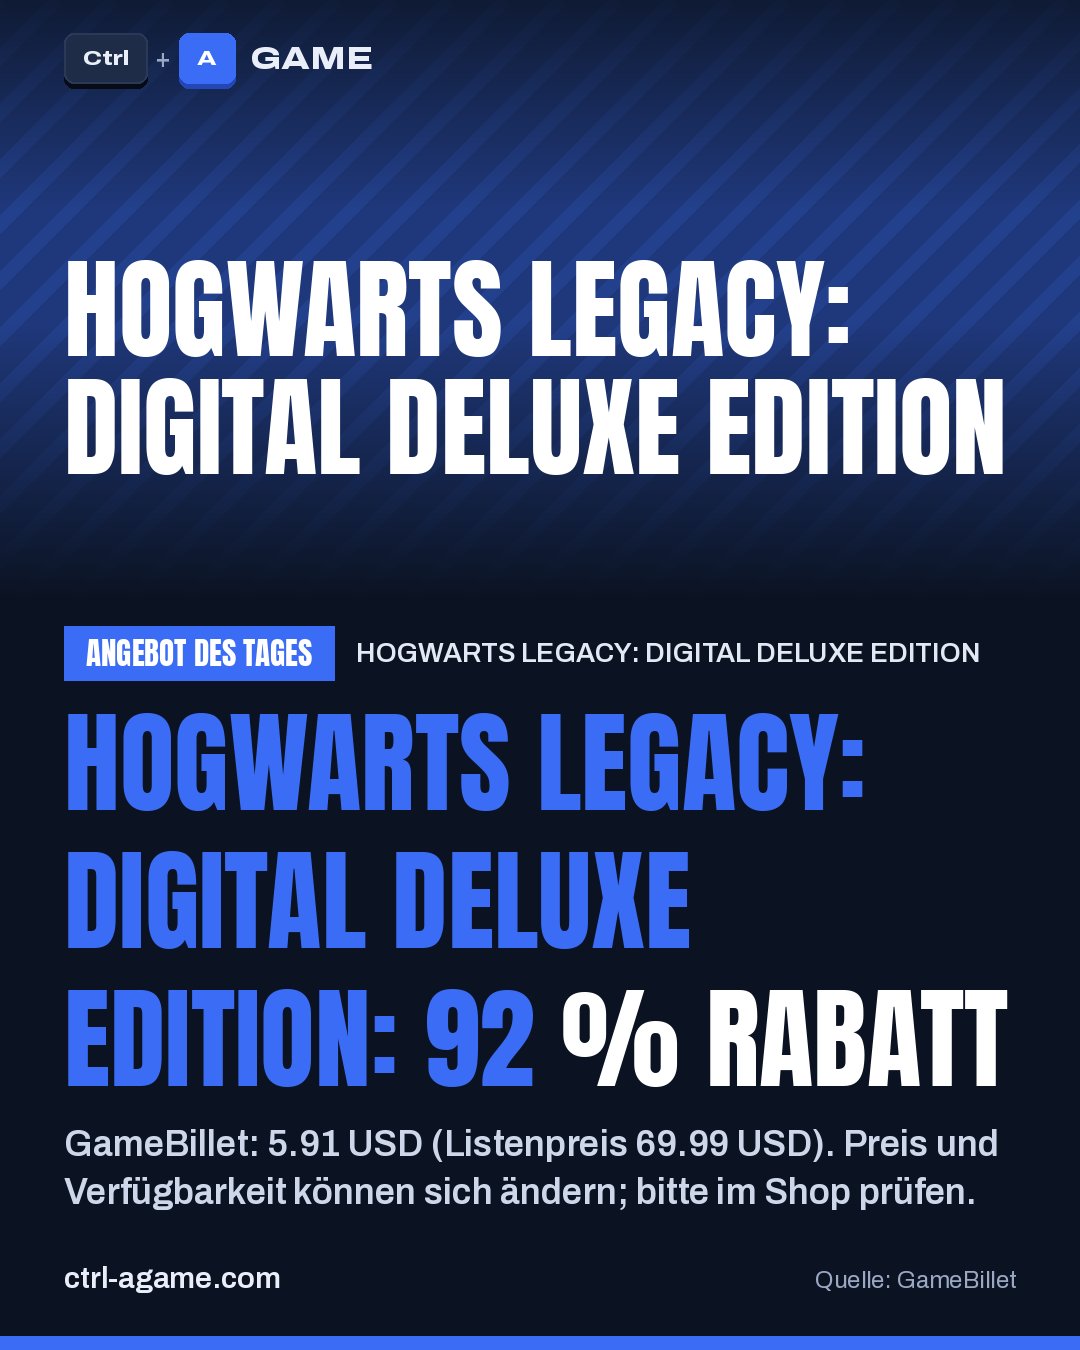 Ctrl + A GAME
HOGWARTS LEGACY:
DIGITAL DELUXE EDITION
ANGEBOT DES TAGES HOGWARTS LEGACY: DIGITAL DELUXE EDITION
HOGWARTS LEGACY:
DIGITAL DELUXE
EDITION: 92 % RABATT
GameBillet: 5.91 USD (Listenpreis 69.99 USD). Preis und
Verfügbarkeit können sich ändern; bitte im Shop prüfen.
ctrl-agame.com Quelle: GameBillet